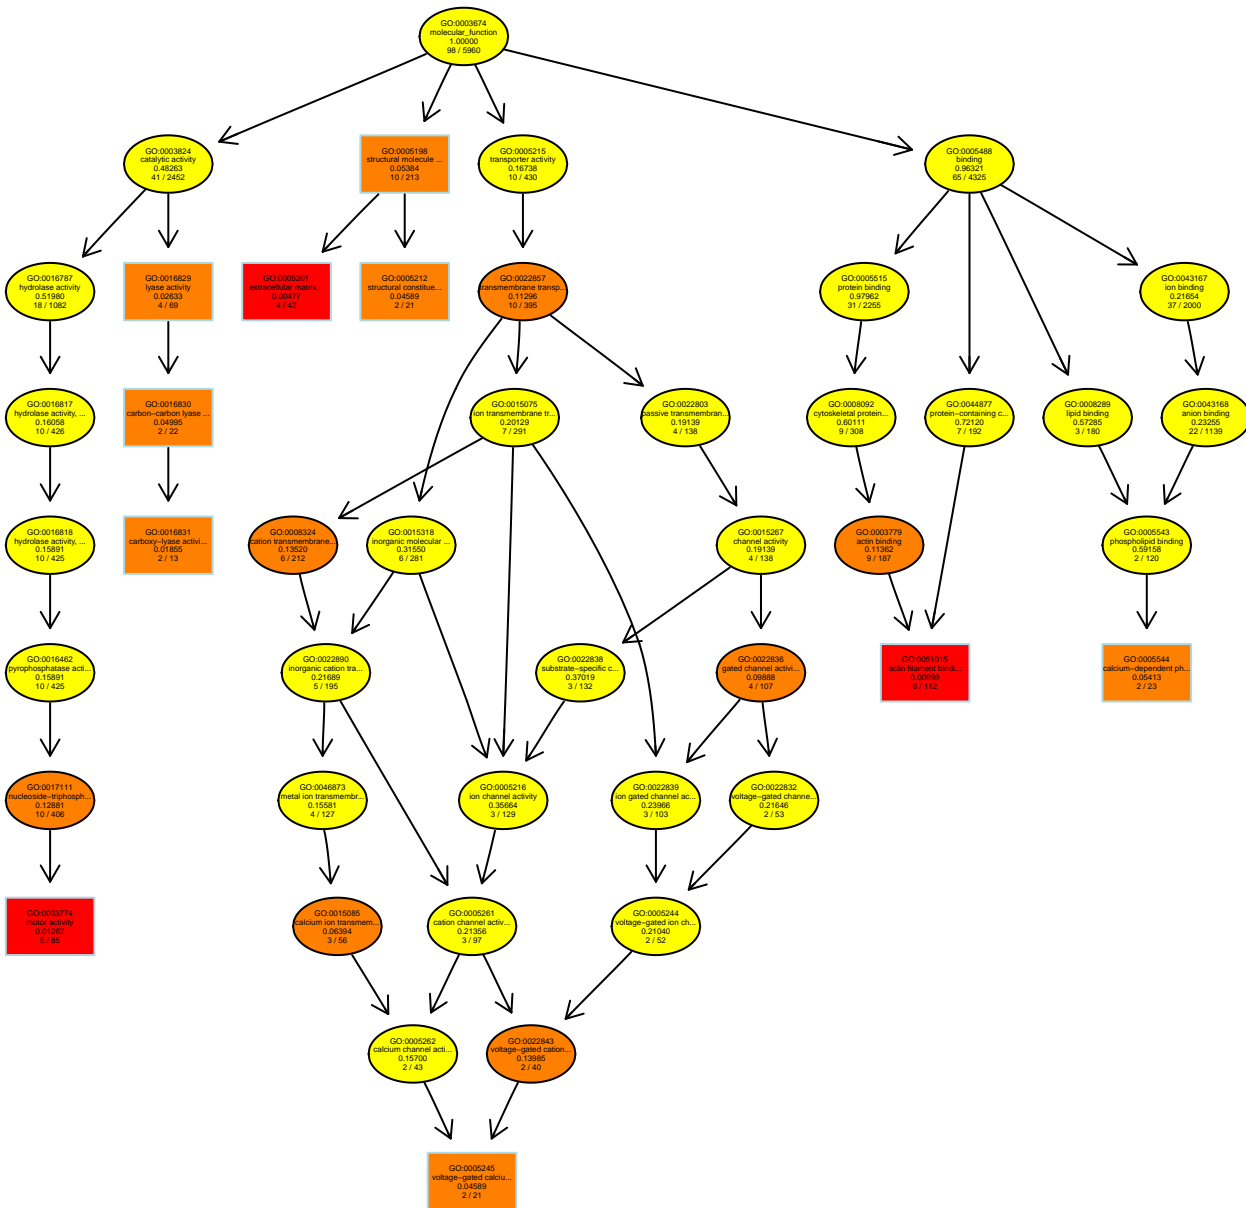 GO:0003674
molecular_function
1.00000
98 / 5960
GO:0003824
catalytic activity
0.48263
41 / 2452
GO:0005198
structural molecule ...
0.05384
10 / 213
GO:0005215
transporter activity
0.16738
10 / 430
GO:0005488
binding
0.96321
65 / 4325
GO:0016787
hydrolase activity
0.51980
18 / 1082
GO:0016829
lyase activity
0.02633
4 / 69
GO:0005201
extracellular matrix...
0.00477
4 / 42
GO:0005212
structural constitue...
0.04589
2 / 21
GO:0022857
transmembrane transp...
0.11296
10 / 395
GO:0005515
protein binding
0.97962
31 / 2255
GO:0043167
ion binding
0.21654
37 / 2000
GO:0016817
hydrolase activity, ...
0.16058
10 / 426
GO:0016830
carbon−carbon lyase ...
0.04995
2 / 22
GO:0015075
ion transmembrane tr...
0.20129
7 / 291
GO:0022803
passive transmembran...
0.19139
4 / 138
GO:0008092
cytoskeletal protein...
0.60111
9 / 308
GO:0044877
protein−containing c...
0.72120
7 / 192
GO:0008289
lipid binding
0.57285
3 / 180
GO:0043168
anion binding
0.23255
22 / 1139
GO:0016818
hydrolase activity, ...
0.15891
10 / 425
GO:0016831
carboxy−lyase activi...
0.01855
2 / 13
GO:0008324
cation transmembrane...
0.13520
6 / 212
GO:0015318
inorganic molecular ...
0.31550
6 / 281
GO:0015267
channel activity
0.19139
4 / 138
GO:0003779
actin binding
0.11362
9 / 187
GO:0005543
phospholipid binding
0.59158
2 / 120
GO:0016462
pyrophosphatase acti...
0.15891
10 / 425
GO:0022890
inorganic cation tra...
0.21689
5 / 195
GO:0022838
substrate−specific c...
0.37019
3 / 132
GO:0022836
gated channel activi...
0.09888
4 / 107
GO:0051015
actin filament bindi...
6 / 112
GO:0005544
calcium−dependent ph...
0.05413
2 / 23
GO:0017111
nucleoside−triphosph...
0.12881
10 / 406
GO:0046873
metal ion transmembr...
0.15581
4 / 127
GO:0005216
ion channel activity
0.35664
3 / 129
GO:0022839
ion gated channel ac...
0.23966
3 / 103
GO:0022832
voltage−gated channe...
0.21646
2 / 53
GO:0003774
motor activity
0.01262
5 / 85
GO:0015085
calcium ion transmem...
0.06394
3 / 56
GO:0005261
cation channel activ...
0.21356
3 / 97
GO:0005244
voltage−gated ion ch...
0.21040
2 / 52
GO:0005262
calcium channel acti...
0.15700
2 / 43
GO:0022843
voltage−gated cation...
0.13985
2 / 40
GO:0005245
voltage−gated calciu...
0.04589
2 / 21